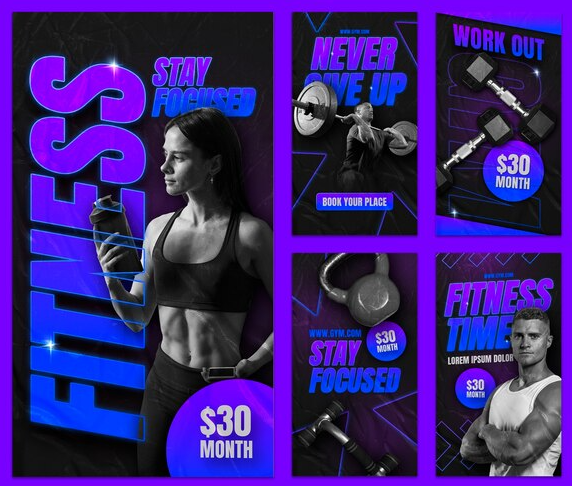 FITNESS
STAY
FOCUSED
$30
MONTH
WWW.GYM.COM
NEVER
GIVE UP
BOOK YOUR PLACE
WORK OUT
GYM
$30
MONTH
WWW.GYM.COM
STAY
FOCUSED
$30
MONTH
WWW.GYM.COM
FITNESS
TIME
LOREM IPSUM DOLOR
$30
MONTH